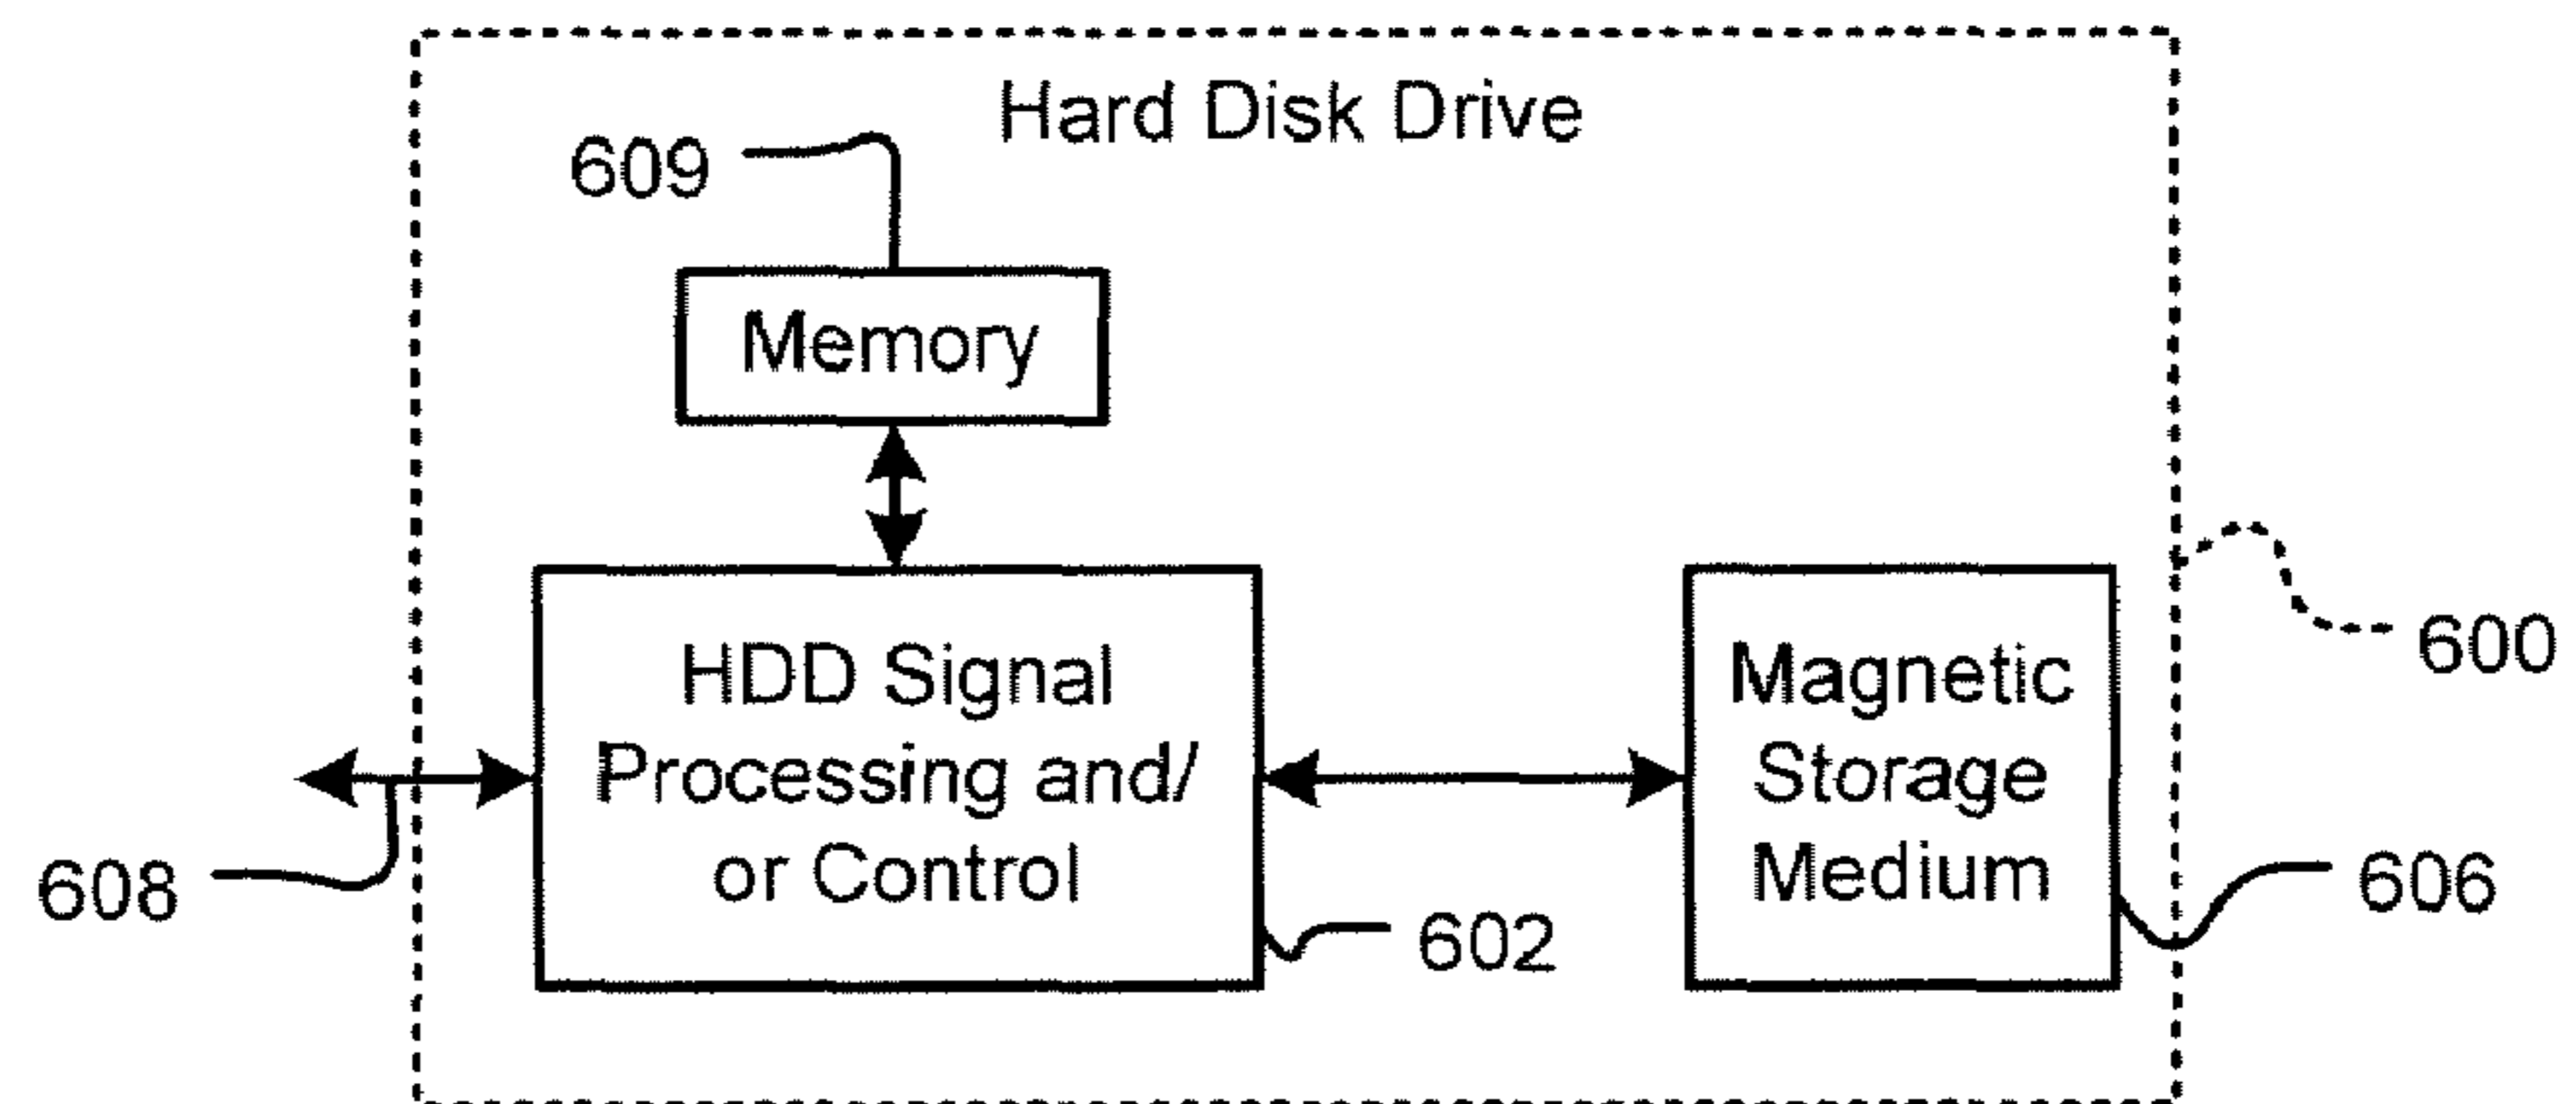 Hard Disk Drive
609
Memory
HDD Signal
Processing and/
or Control
Magnetic
Storage
Medium
600
608
602
606